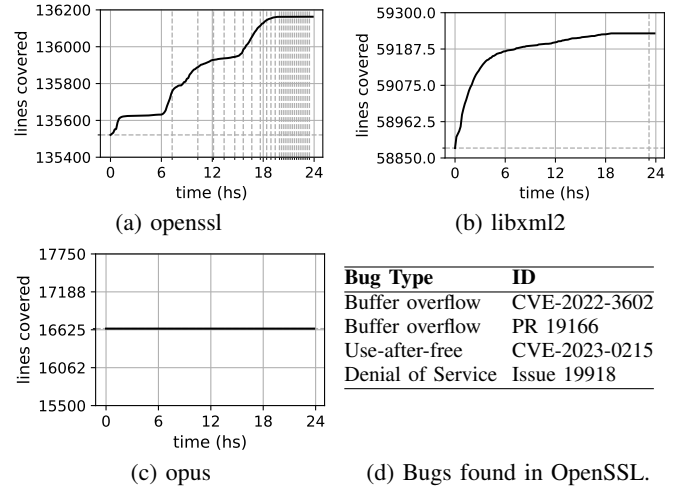 136200
136000
135800
135600
135400
lines covered
0 6 12 18 24
time (hs)
(a) openssl
59300.0
59187.5
59075.0
58962.5
58850.0
lines covered
0 6 12 18 24
time (hs)
(b) libxml2
17750
17188
16625
16062
15500
lines covered
0 6 12 18 24
time (hs)
(c) opus
Bug Type ID
Buffer overflow CVE-2022-3602
Buffer overflow PR 19166
Use-after-free CVE-2023-0215
Denial of Service Issue 19918
(d) Bugs found in OpenSSL.